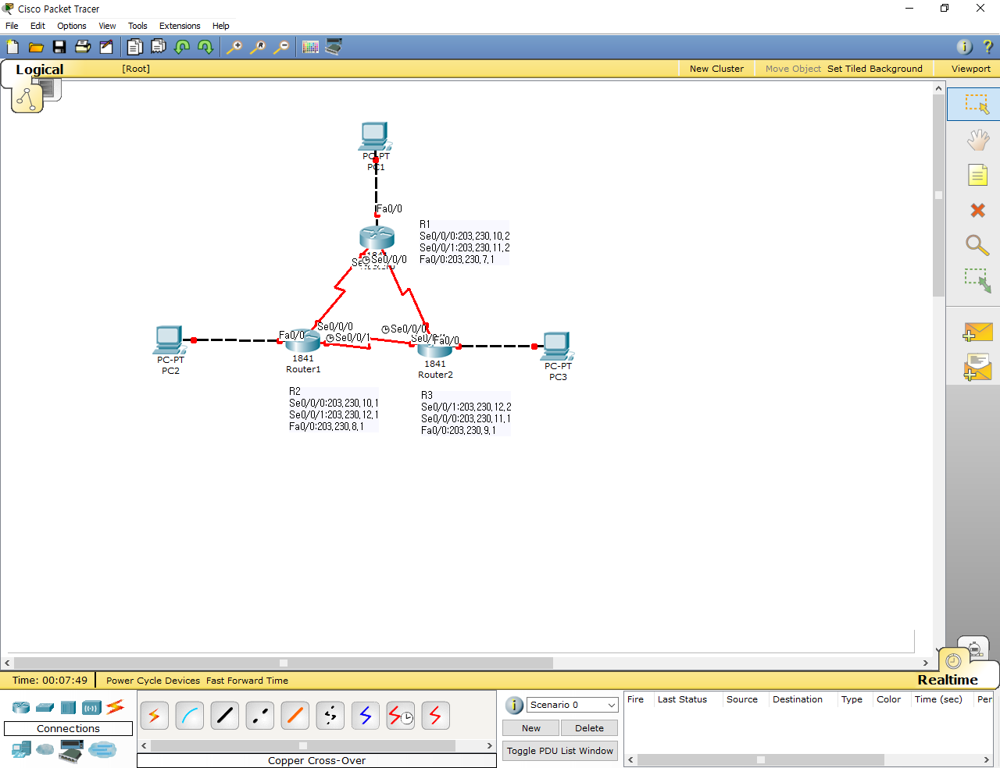 Cisco Packet Tracer
File Edit Options View Tools Extensions Help
Logical [Root] New Cluster Move Object Set Tiled Background Viewport
PC-PT
PC1
Fa0/0
R1
Se0/0/0:203,230,10,2
Se0/0/1:203,230,11,2
Fa0/0:203,230,7,1
Se0/0/0
Se0/0/0
Se0/0/0
Fa0/0
Se0/0/1
Fa0/0
PC-PT
PC2
1841
Router1
1841
Router2
PC-PT
PC3
R2
Se0/0/0:203,230,10,1
Se0/0/1:203,230,12,1
Fa0/0:203,230,8,1
R3
Se0/0/1:203,230,12,2
Se0/0/0:203,230,11,1
Fa0/0:203,230,9,1
Time: 00:07:49 Power Cycle Devices Fast Forward Time
Realtime
Connections
Copper Cross-Over
Scenario 0
New Delete
Toggle PDU List Window
Fire Last Status Source Destination Type Color Time (sec) Per